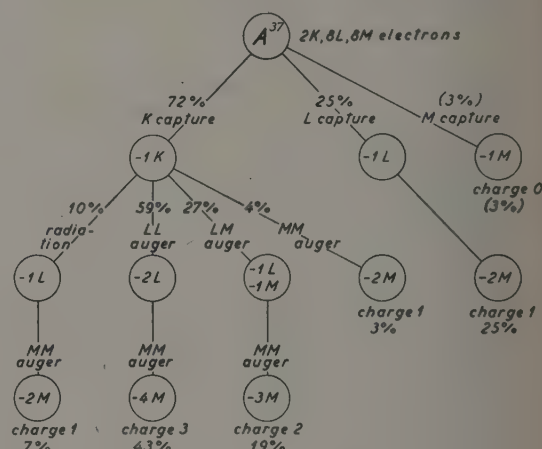 A37 2K,8L,8M electrons
72% 25% (3%)
K capture L capture M capture
-1K -1L -1M
charge 0
(3%)
10% 59% 27% 4%
radia-
tion
LL
auger
LM
auger
MM
auger
-1L -2L -1L
-1M
-2M -2M
charge 1 charge 1
3% 25%
MM MM MM
auger auger auger
-2M -4M -3M
charge 1 charge 3 charge 2
7% 43% 19%